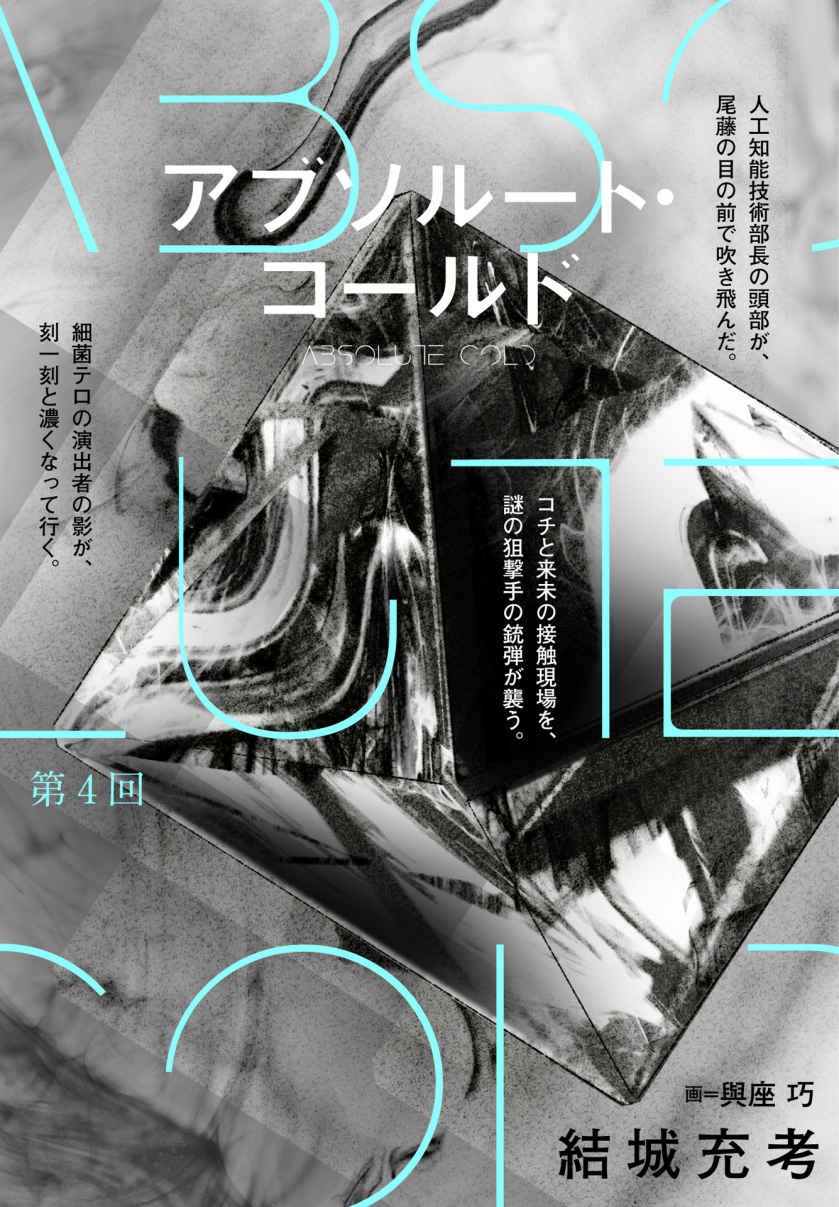 アブソルート・
コールド
ABSOLUTE COLD
人工知能技術部長の頭部が、
尾藤の目の前で吹き飛んだ。
コチと来未の接触現場を、
謎の狙撃手の銃弾が襲う。
細菌テロの演出者の影が、
刻一刻と濃くなって行く。
第4回
画=與座 巧
結城充考